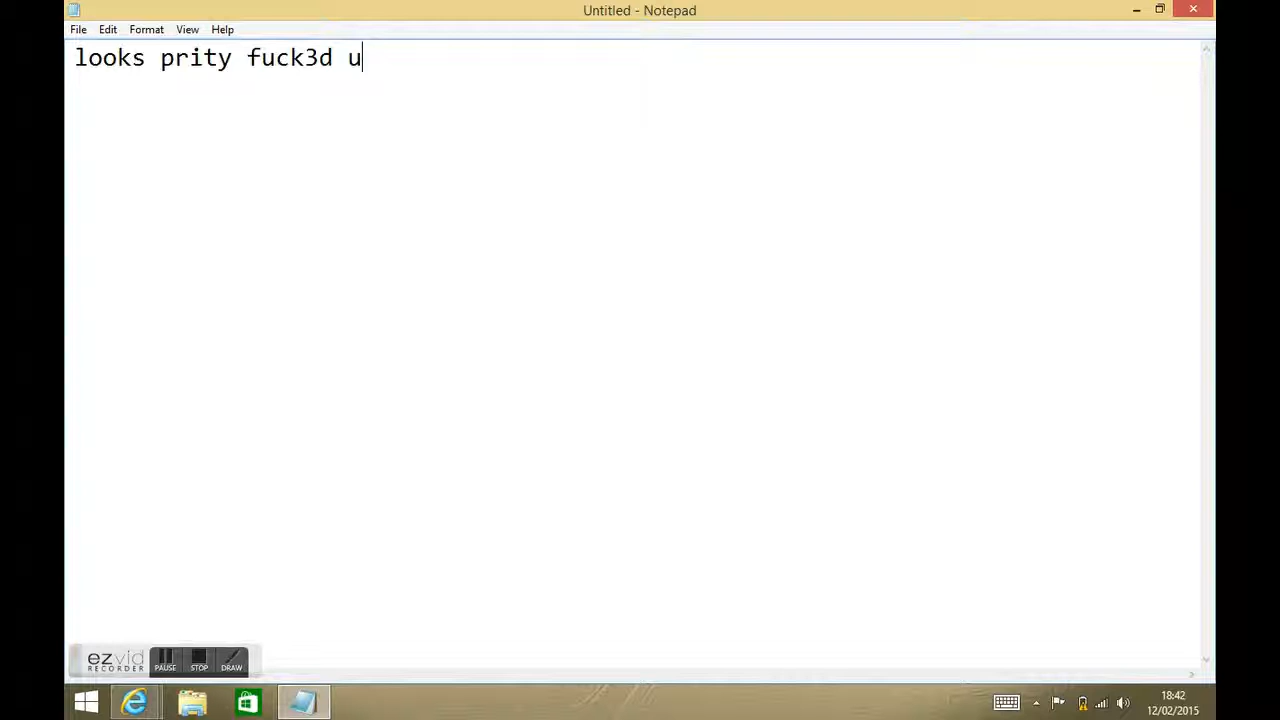 Untitled - Notepad
File Edit Format View Help
looks prity fuck3d u
ezvid
RECORDER
PAUSE STOP DRAW
18:42
12/02/2015